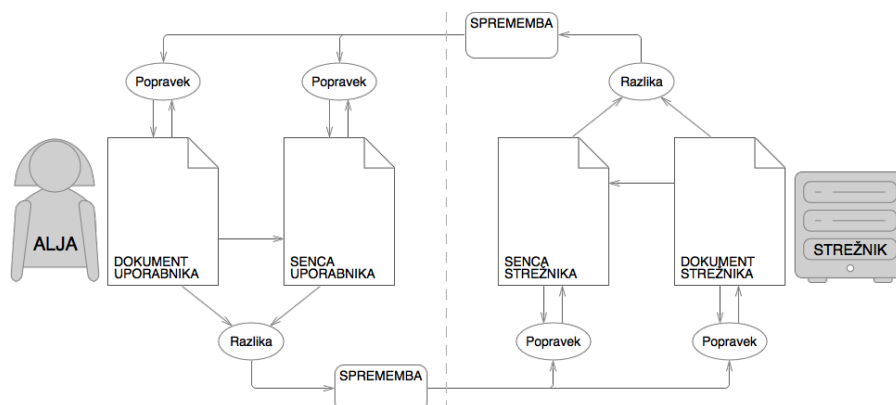 SPREMEMBA
Popravek
Popravek
Razlika
ALJA
DOKUMENT
UPORABNIKA
SENCA
UPORABNIKA
SENCA
STREŽNIKA
DOKUMENT
STREŽNIKA
STREŽNIK
Razlika
Popravek
Popravek
SPREMEMBA